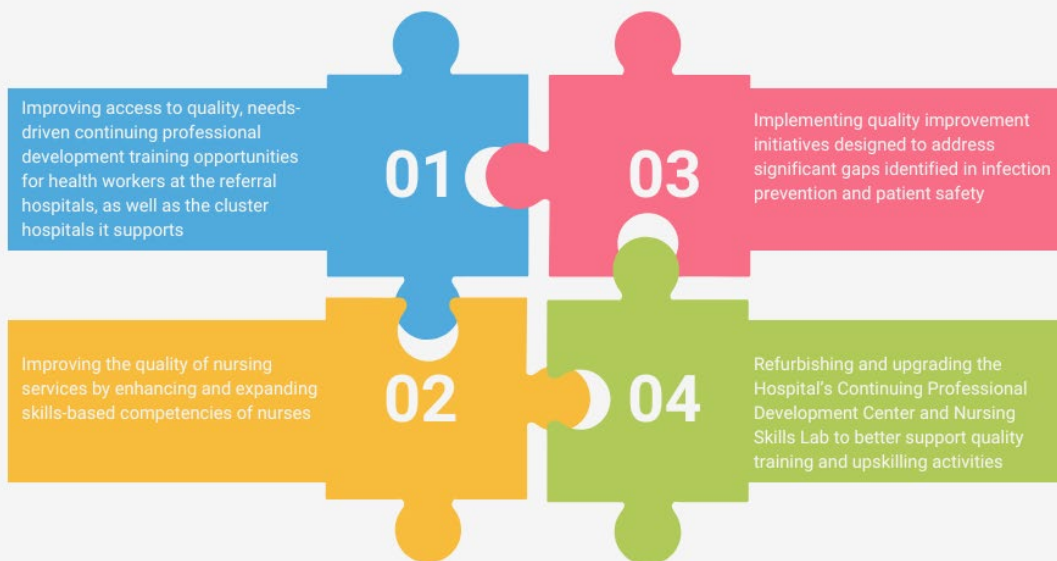 01
Improving access to quality, needs-
driven continuing professional
development training opportunities
for health workers at the referral
hospitals, as well as the cluster
hospitals it supports
02
Improving the quality of nursing
services by enhancing and expanding
skills-based competencies of nurses
03
Implementing quality improvement
initiatives designed to address
significant gaps identified in infection
prevention and patient safety
04
Refurbishing and upgrading the
Hospital's Continuing Professional
Development Center and Nursing
Skills Lab to better support quality
training and upskilling activities